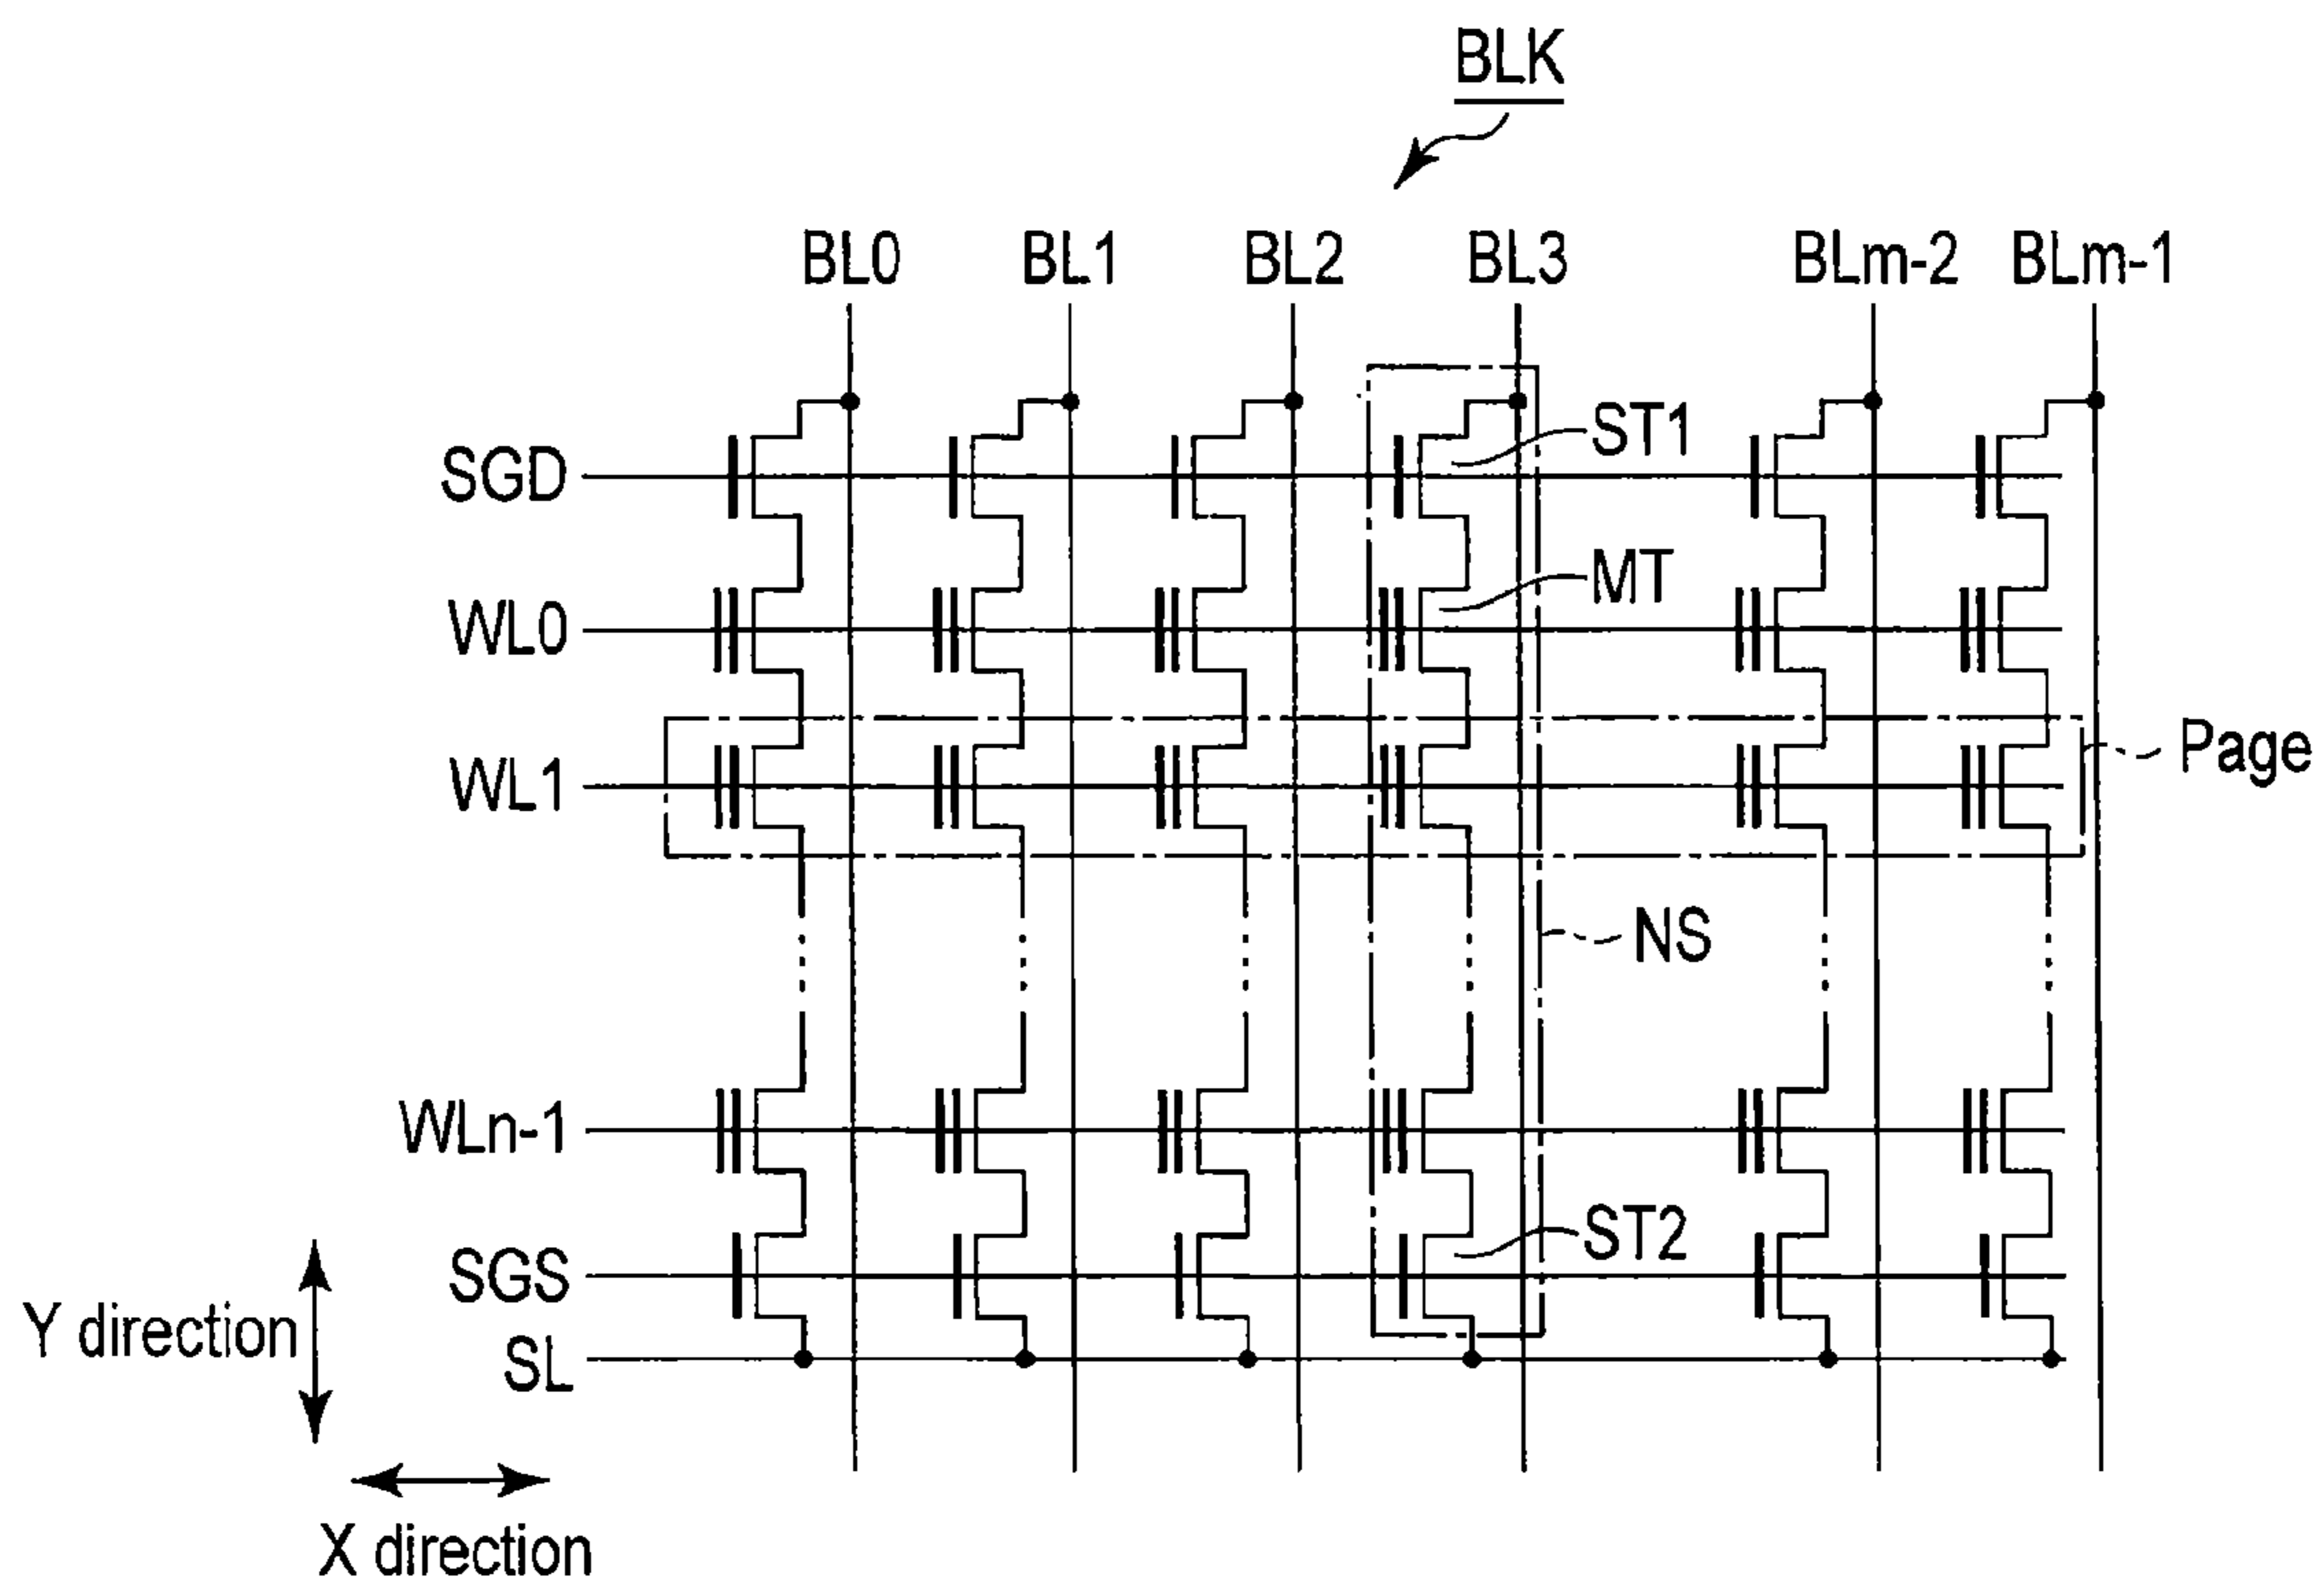 BLK
BL0 BL1 BL2 BL3 BLm-2 BLm-1
ST1
SGD
MT
WL0
Page
WL1
NS
WLn-1
ST2
SGS
Y direction
SL
X direction